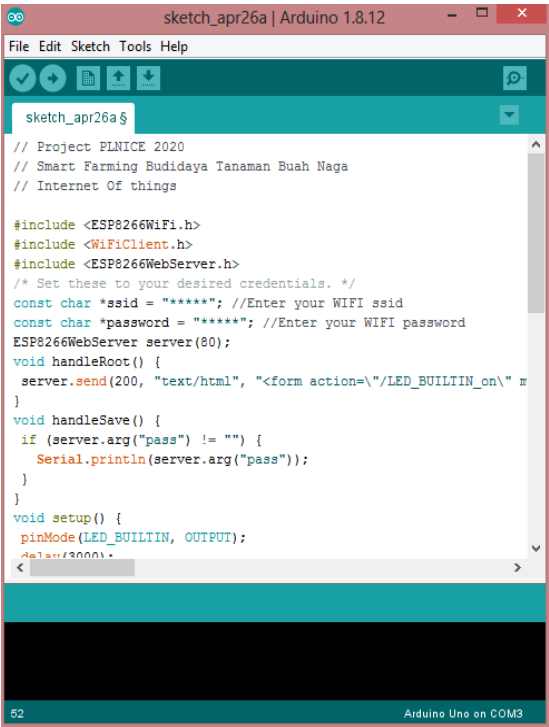 sketch_apr26a | Arduino 1.8.12
File Edit Sketch Tools Help
sketch_apr26a §
// Project PLNICE 2020
// Smart Farming Budidaya Tanaman Buah Naga
// Internet Of things
#include <ESP8266WiFi.h>
#include <WiFiClient.h>
#include <ESP8266WebServer.h>
/* Set these to your desired credentials. */
const char *ssid = "*****"; //Enter your WIFI ssid
const char *password = "*****"; //Enter your WIFI password
ESP8266WebServer server(80);
void handleRoot() {
 server.send(200, "text/html", "<form action=\"/LED_BUILTIN_on\" m
}
void handleSave() {
 if (server.arg("pass") != "") {
   Serial.println(server.arg("pass"));
 }
}
void setup() {
 pinMode(LED_BUILTIN, OUTPUT);
 delay(3000);
52
Arduino Uno on COM3